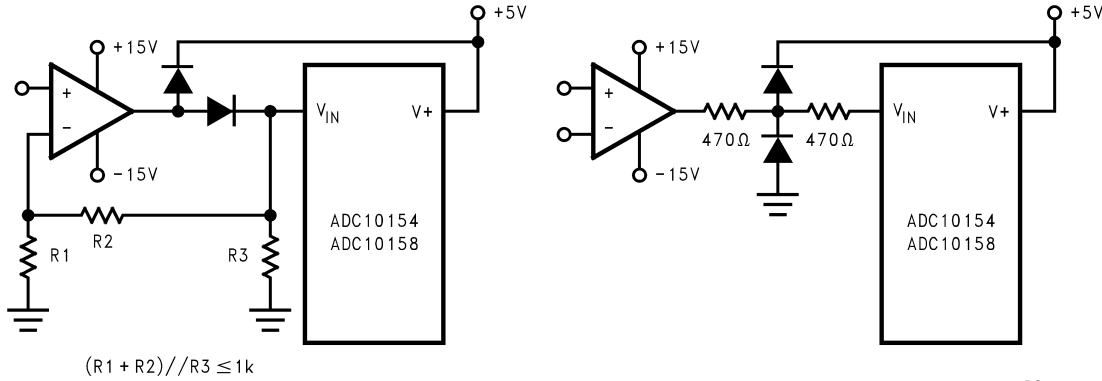 +5V
+15V
+
−
−15V
V_IN
V+
ADC10154
ADC10158
R1
R2
R3
(R1 + R2)//R3 ≤ 1k
+5V
+15V
+
−
−15V
470Ω
470Ω
V_IN
V+
ADC10154
ADC10158